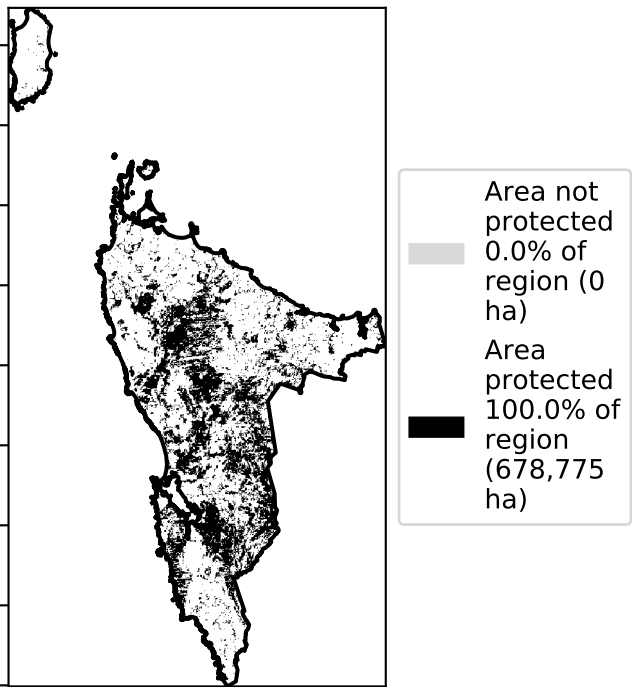 Area not
protected
0.0% of
region (0
ha)
Area
protected
100.0% of
region
(678,775
ha)